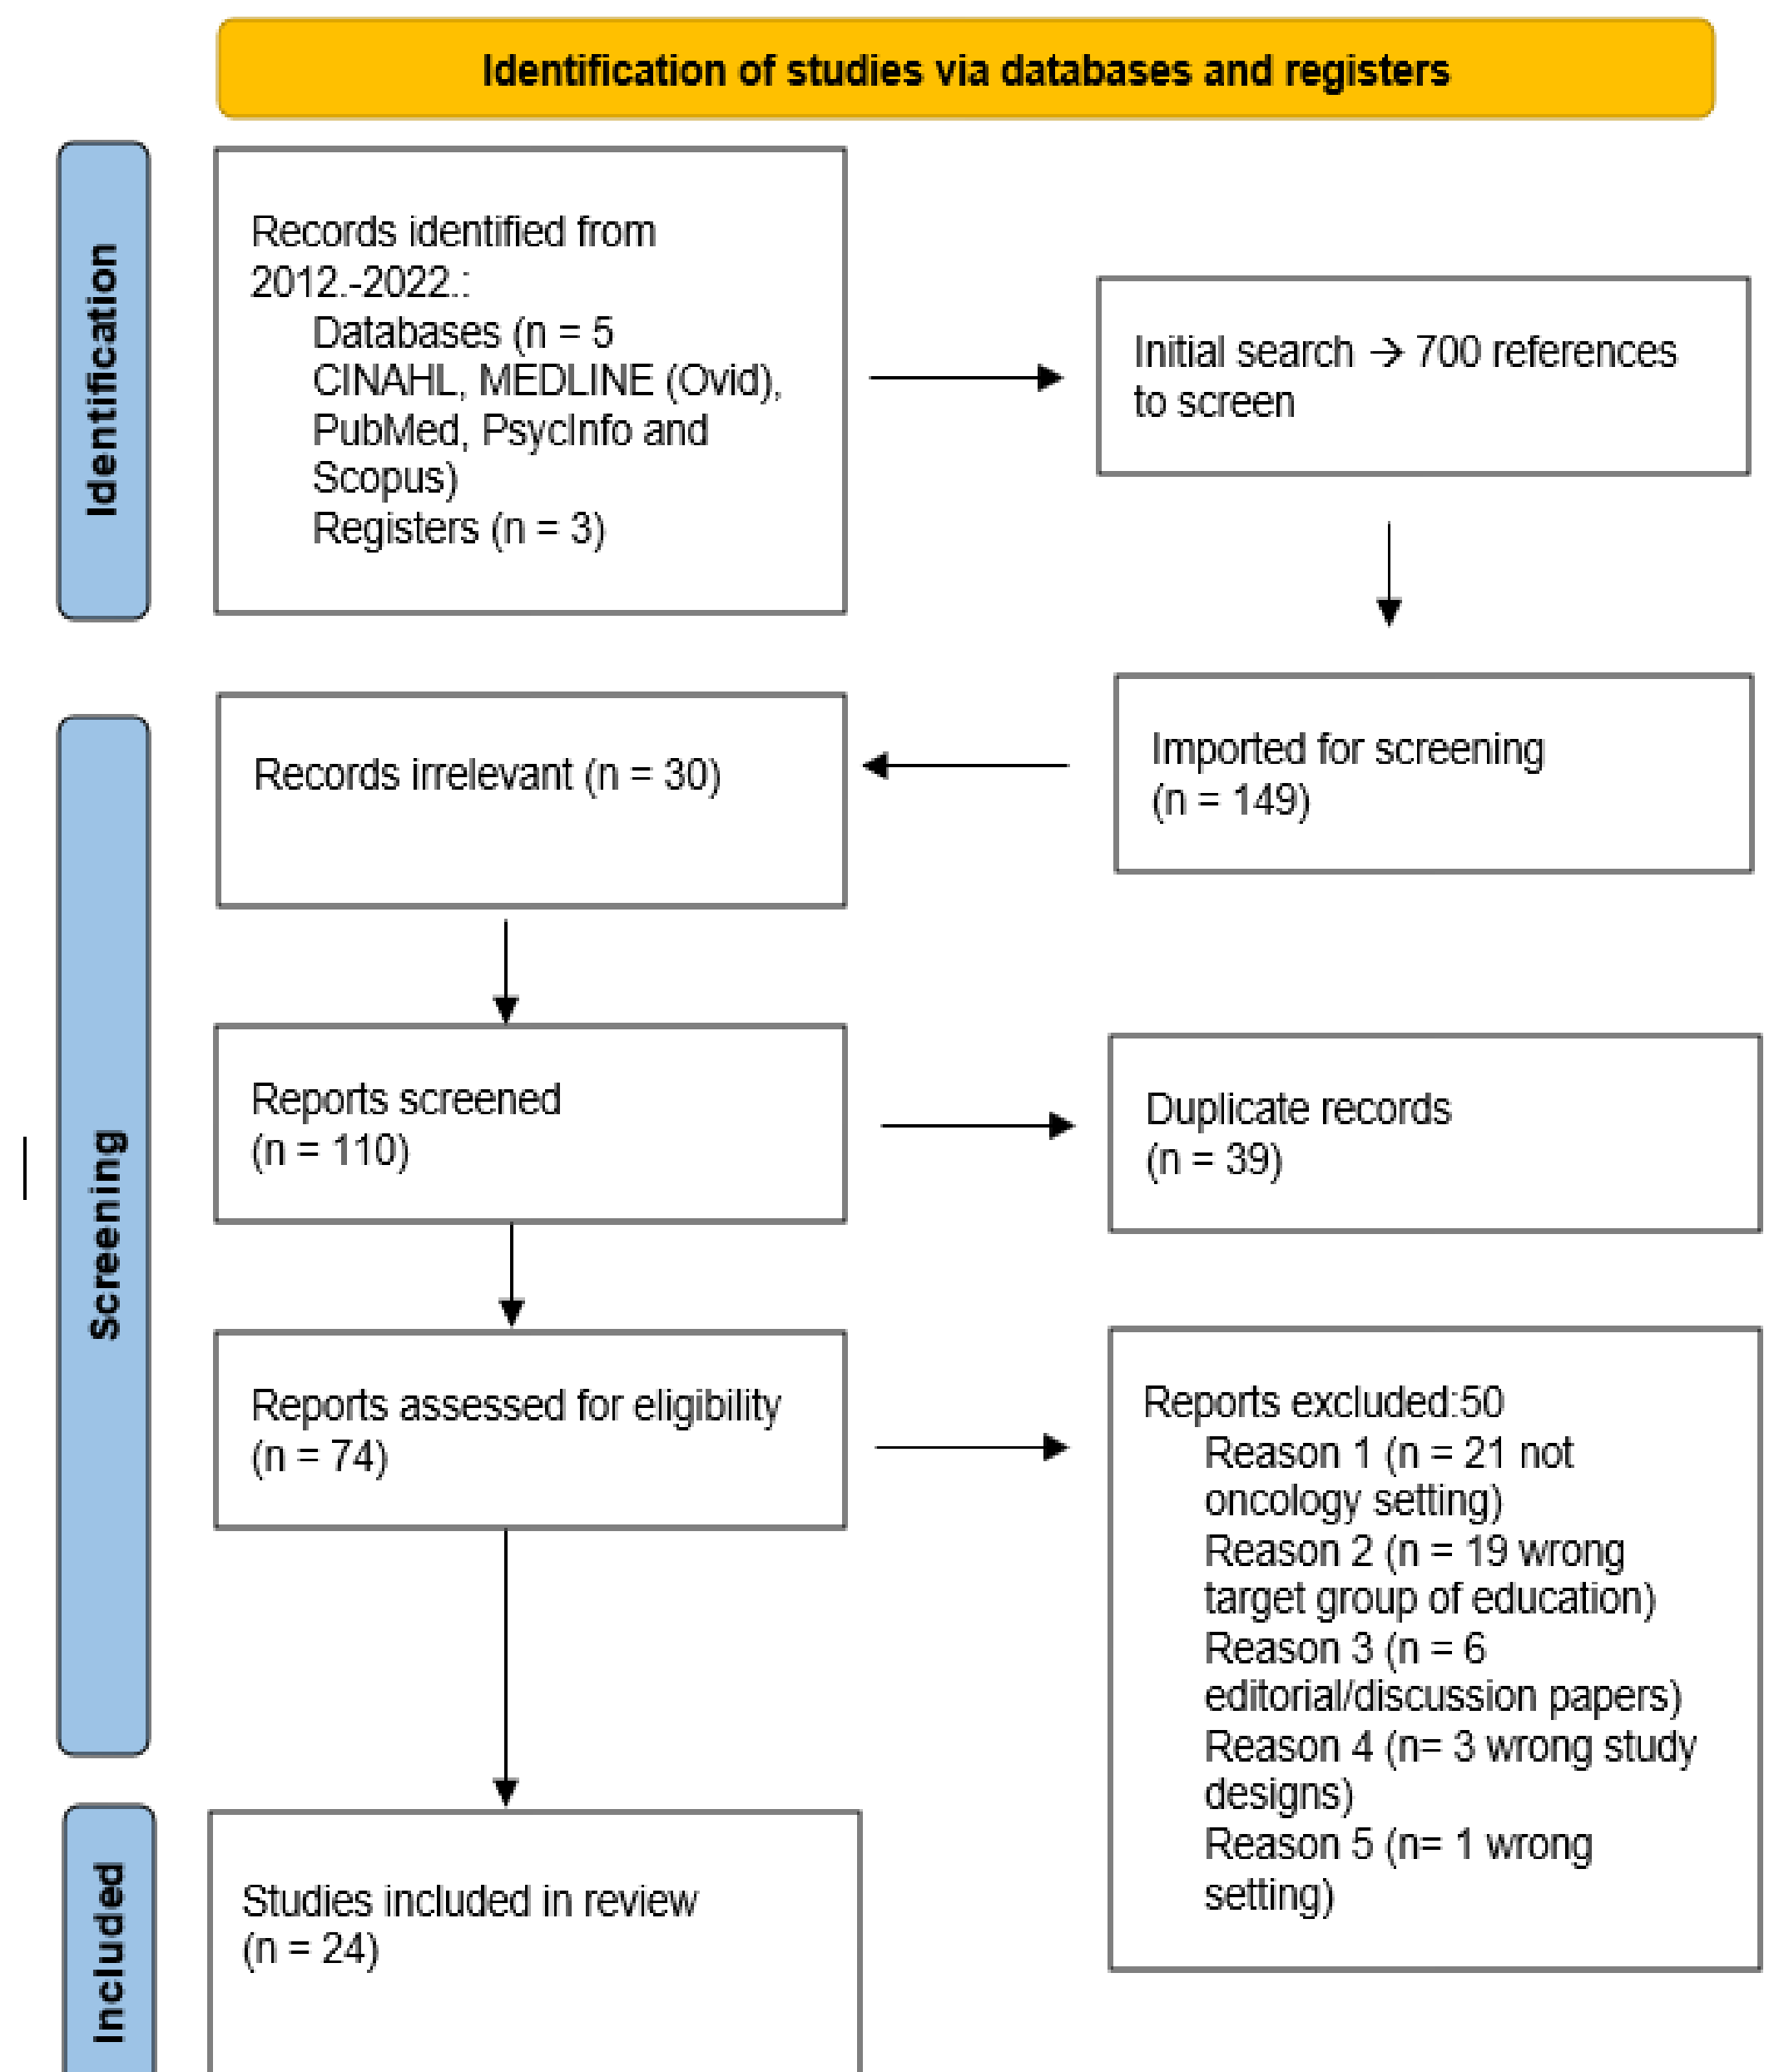 Identification of studies via databases and registers
Identification
Records identified from
2012.-2022.:
Databases (n = 5
CINAHL, MEDLINE (Ovid),
PubMed, PsycInfo and
Scopus)
Registers (n = 3)
Initial search → 700 references
to screen
Screening
Imported for screening
(n = 149)
Records irrelevant (n = 30)
Reports screened
(n = 110)
Duplicate records
(n = 39)
Reports assessed for eligibility
(n = 74)
Reports excluded:50
Reason 1 (n = 21 not
oncology setting)
Reason 2 (n = 19 wrong
target group of education)
Reason 3 (n = 6
editorial/discussion papers)
Reason 4 (n= 3 wrong study
designs)
Reason 5 (n= 1 wrong
setting)
Included
Studies included in review
(n = 24)